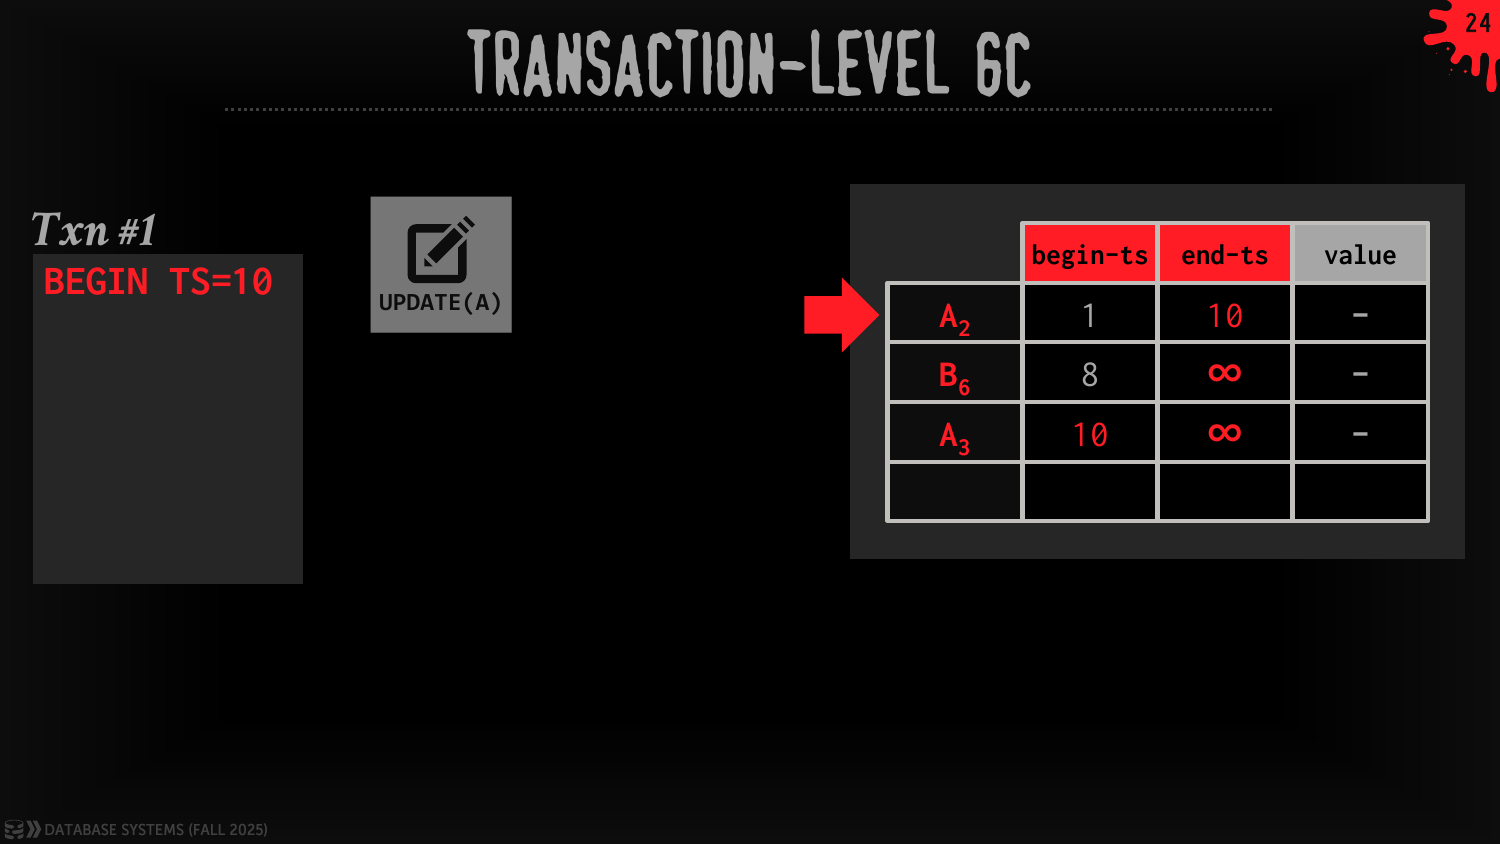 TRANSACTION-LEVEL GC
24
Txn #1
BEGIN TS=10
UPDATE(A)
begin-ts end-ts value
A2 1 10 -
B6 8 ∞ -
A3 10 ∞ -
DATABASE SYSTEMS (FALL 2025)